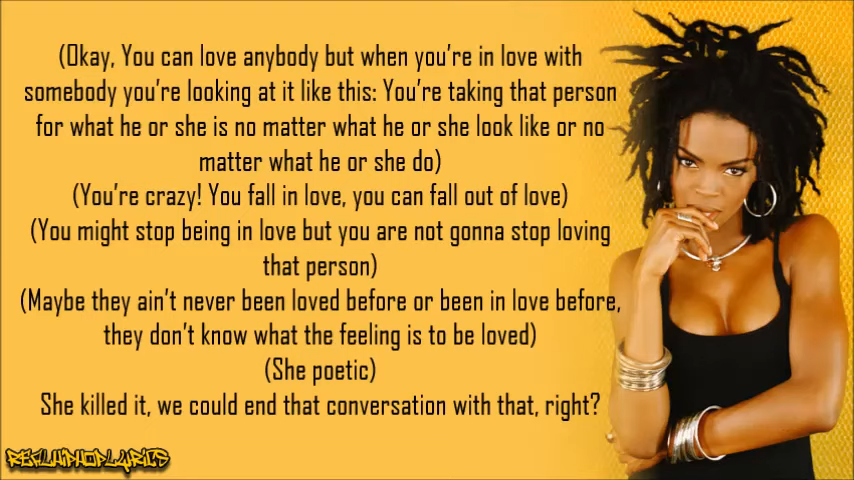 (Okay, You can love anybody but when you're in love with
somebody you're looking at it like this: You're taking that person
for what he or she is no matter what he or she look like or no
matter what he or she do)
(You're crazy! You fall in love, you can fall out of love)
(You might stop being in love but you are not gonna stop loving
that person)
(Maybe they ain't never been loved before or been in love before,
they don't know what the feeling is to be loved)
(She poetic)
She killed it, we could end that conversation with that, right?
REALHIPHOPLYRICS